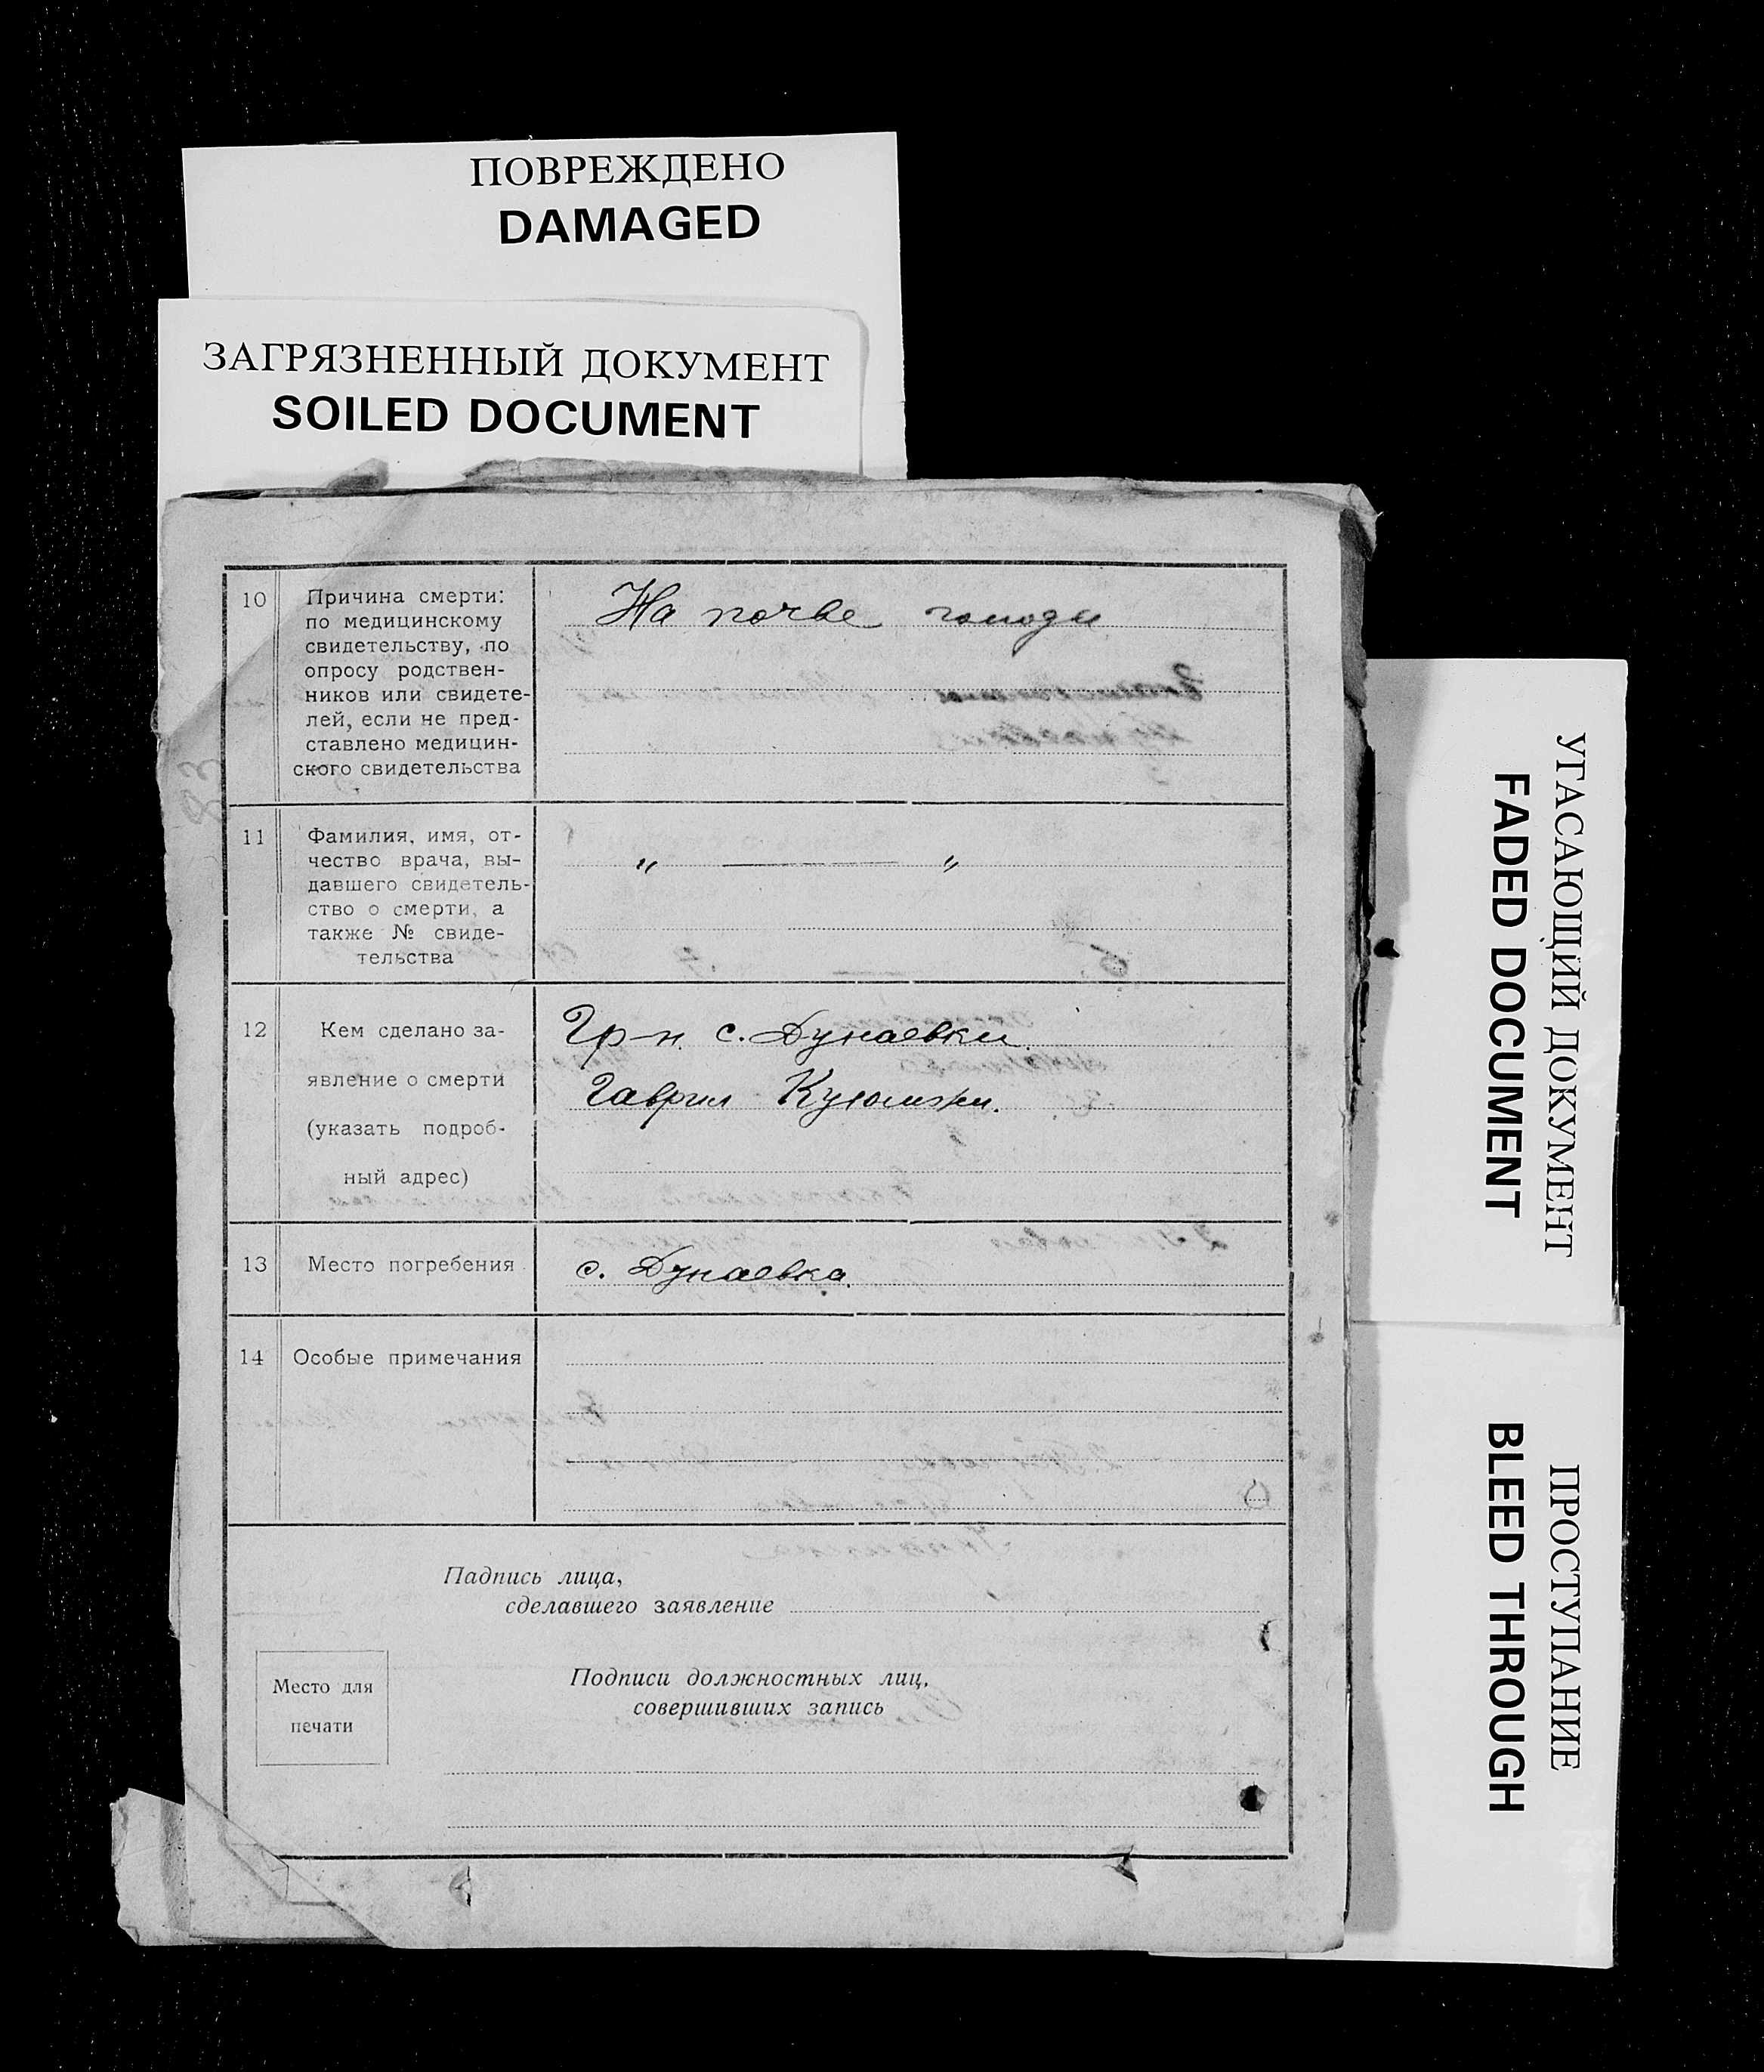 ПОВРЕЖДЕНО
DAMAGED
ЗАГРЯЗНЕННЫЙ ДОКУМЕНТ
SOILED DOCUMENT
10
Причина смерти:
по медицинскому
свидетельству, по
опросу родствен-
ников или свидете-
лей, если не пред-
ставлено медицин-
ского свидетельства
На почве голода
11
Фамилия, имя, от-
чество врача, вы-
давшего свидетель-
ство о смерти, а
также № свиде-
тельства
„ — „
12
Кем сделано за-
явление о смерти
(указать подроб-
ный адрес)
Гр-н. с. Дунаевки.
Гаврил
13
Место погребения
с. Дунаевка.
14
Особые примечания
Падпись лица,
сделавшего заявление
Место для
печати
Подписи должностных лиц,
совершивших запись
УГАСАЮЩИЙ ДОКУМЕНТ
FADED DOCUMENT
ПРОСТУПАНИЕ
BLEED THROUGH